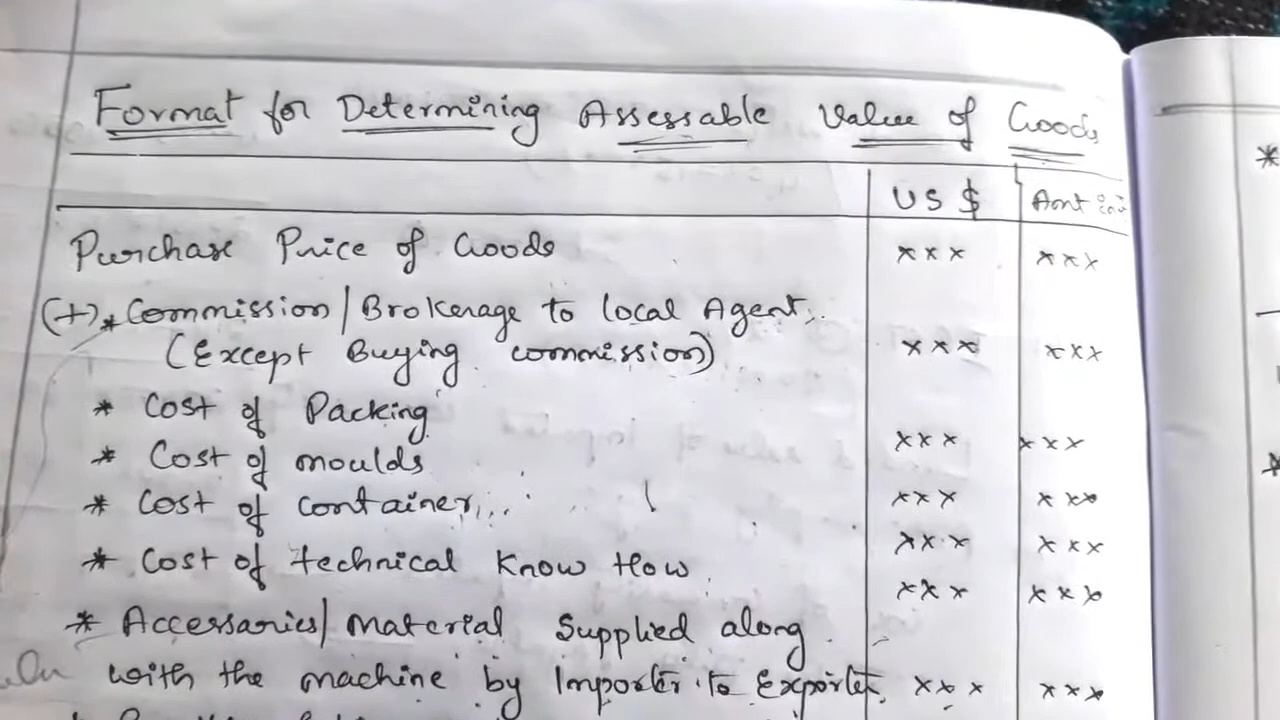 Format for Determining Assessable Value of Goods
US $ Amt in
Purchase Price of Goods xxx xxx
(+) * Commission/Brokerage to local Agent
(Except Buying commission) xxx xxx
* Cost of Packing
xxx xxx
* Cost of moulds
* Cost of container xxx xxx
xxx xxx
* Cost of technical Know How
xxx xxx
* Accessaries/material Supplied along
with the machine by Importer to Exporter xxx xxx